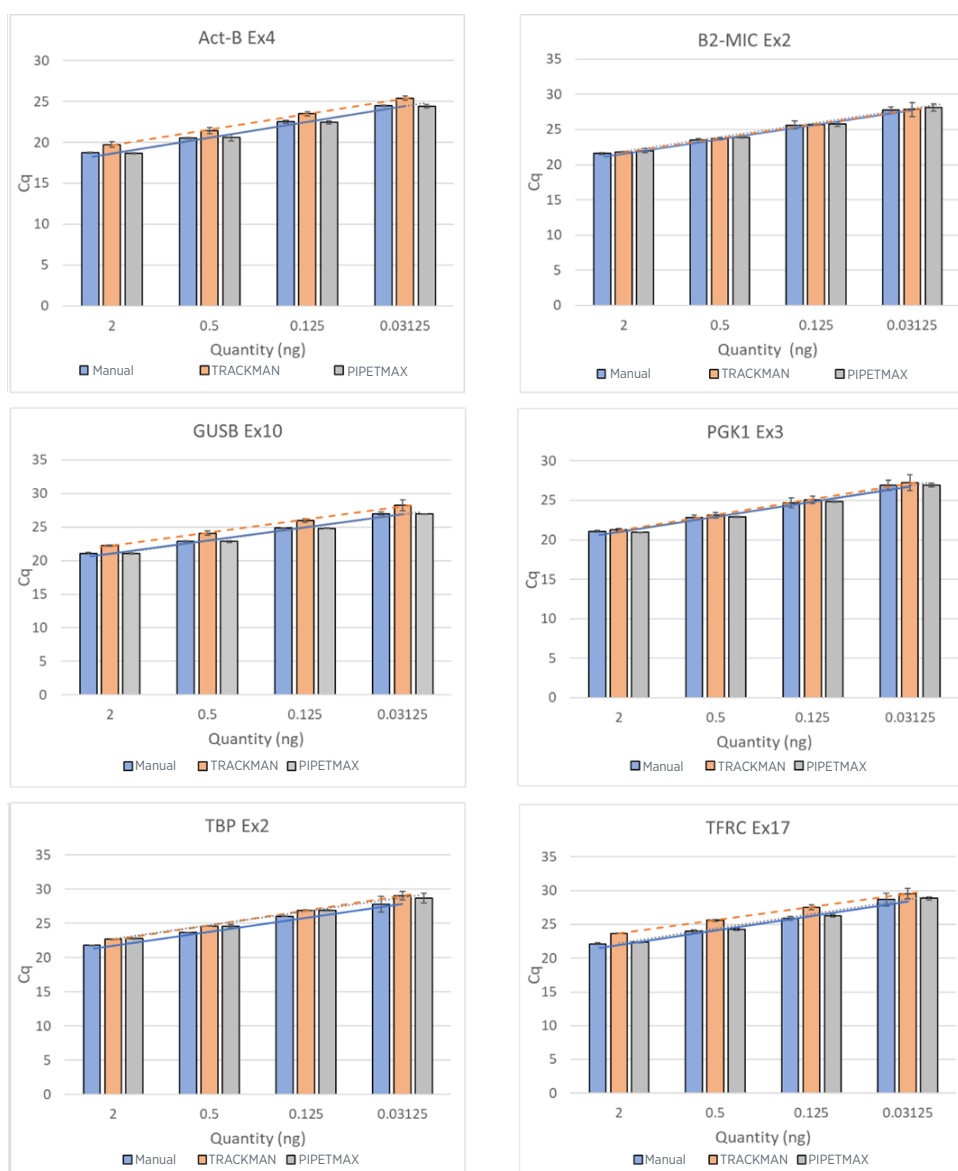 Act-B Ex4
30
25
20
15
10
5
0
Cq
2 0.5 0.125 0.03125
Quantity (ng)
Manual TRACKMAN PIPETMAX
B2-MIC Ex2
35
30
25
20
15
10
5
0
Cq
2 0.5 0.125 0.03125
Quantity (ng)
Manual TRACKMAN PIPETMAX
GUSB Ex10
35
30
25
20
15
10
5
0
Cq
2 0.5 0.125 0.03125
Quantity (ng)
Manual TRACKMAN PIPETMAX
PGK1 Ex3
30
25
20
15
10
5
0
Cq
2 0.5 0.125 0.03125
Quantity (ng)
Manual TRACKMAN PIPETMAX
TBP Ex2
35
30
25
20
15
10
5
0
Cq
2 0.5 0.125 0.03125
Quantity (ng)
Manual TRACKMAN PIPETMAX
TFRC Ex17
35
30
25
20
15
10
5
0
Cq
2 0.5 0.125 0.03125
Quantity (ng)
Manual TRACKMAN PIPETMAX